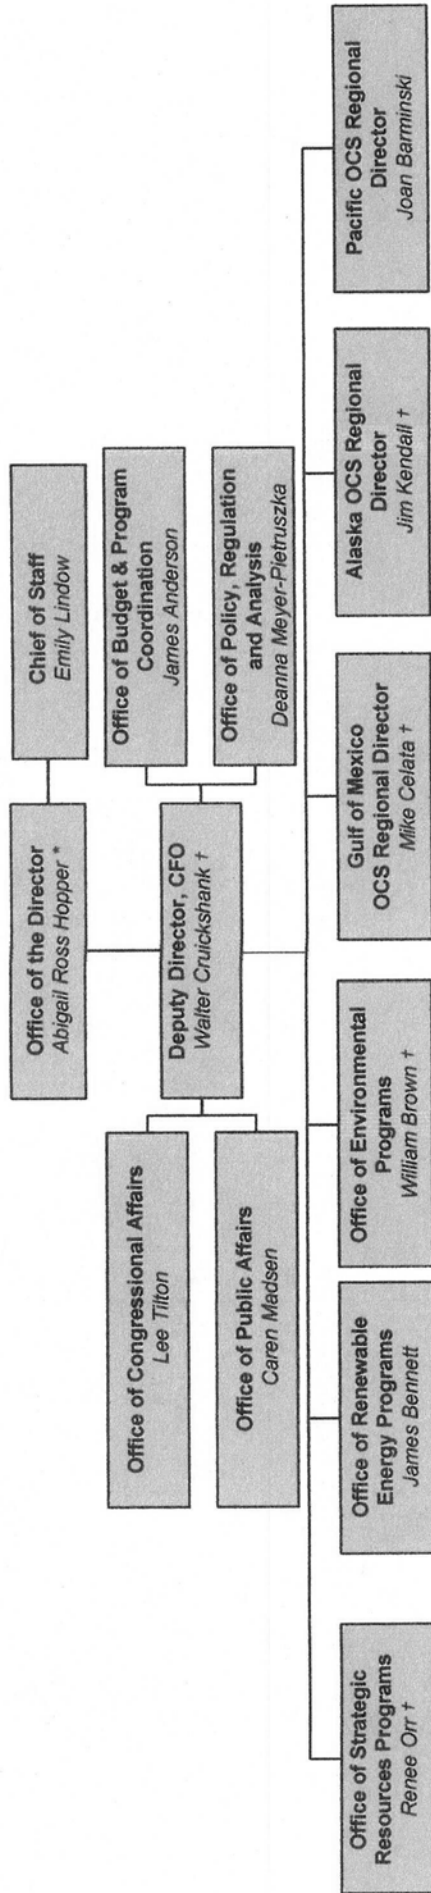 Office of the Director
Abigail Ross Hopper *
Chief of Staff
Emily Lindow
Office of Congressional Affairs
Lee Tilton
Deputy Director, CFO
Walter Cruickshank †
Office of Budget & Program
Coordination
James Anderson
Office of Public Affairs
Caren Madsen
Office of Policy, Regulation
and Analysis
Deanna Meyer-Pietruszka
Office of Strategic
Resources Programs
Renee Orr †
Office of Renewable
Energy Programs
James Bennett
Office of Environmental
Programs
William Brown †
Gulf of Mexico
OCS Regional Director
Mike Celata †
Alaska OCS Regional
Director
Jim Kendall †
Pacific OCS Regional
Director
Joan Barminski